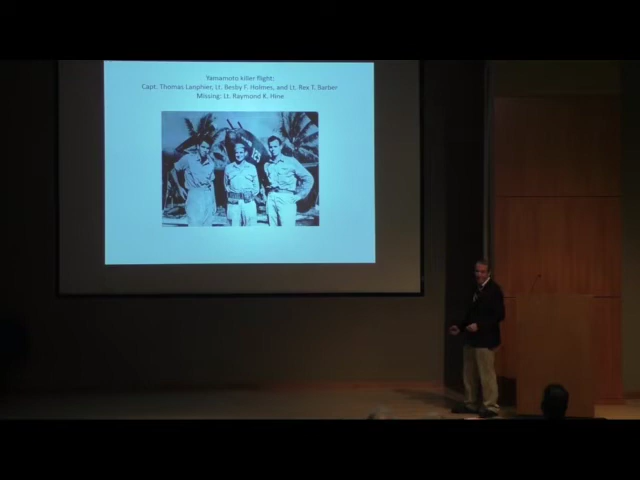 Yamamoto killer flight:
Capt. Thomas Lanphier, Lt. Besby F. Holmes, and Lt. Rex T. Barber
Missing: Lt. Raymond K. Hine